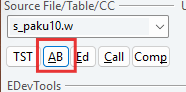 Source File/Table/CC
s_paku10.w
TST AB Ed Call Comp
EDevTools